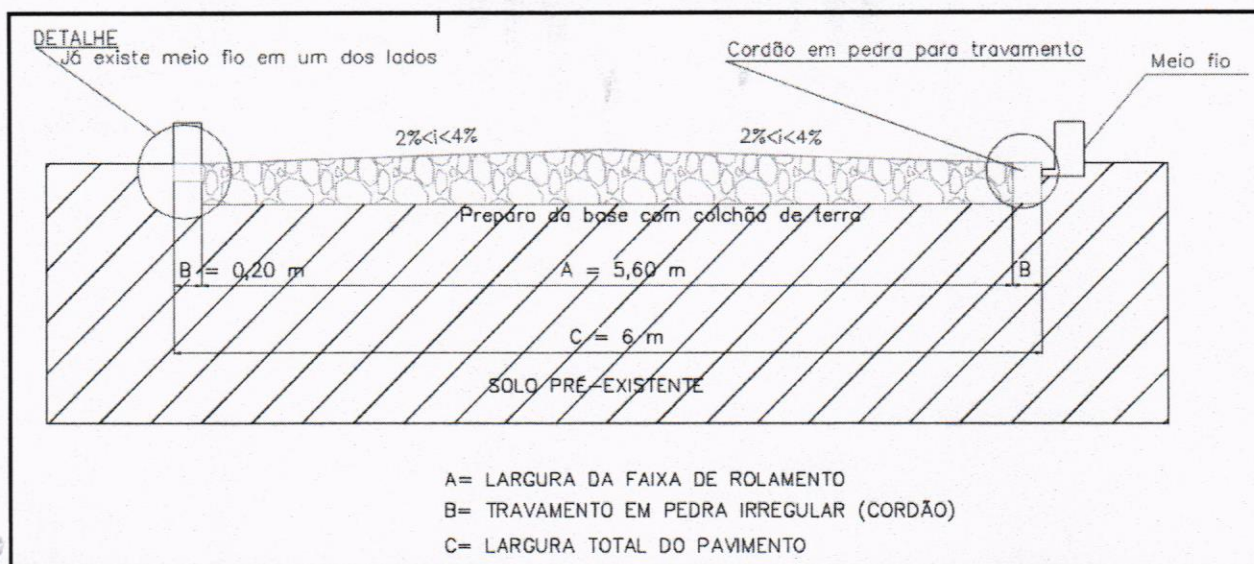 DETALHE
Já existe meio fio em um dos lados
Cordão em pedra para travamento
Meio fio
2%<i<4%
2%<i<4%
Preparo da base com colchão de terra
B = 0,20 m
A = 5,60 m
B
C = 6 m
SOLO PRÉ-EXISTENTE
A= LARGURA DA FAIXA DE ROLAMENTO
B= TRAVAMENTO EM PEDRA IRREGULAR (CORDÃO)
C= LARGURA TOTAL DO PAVIMENTO